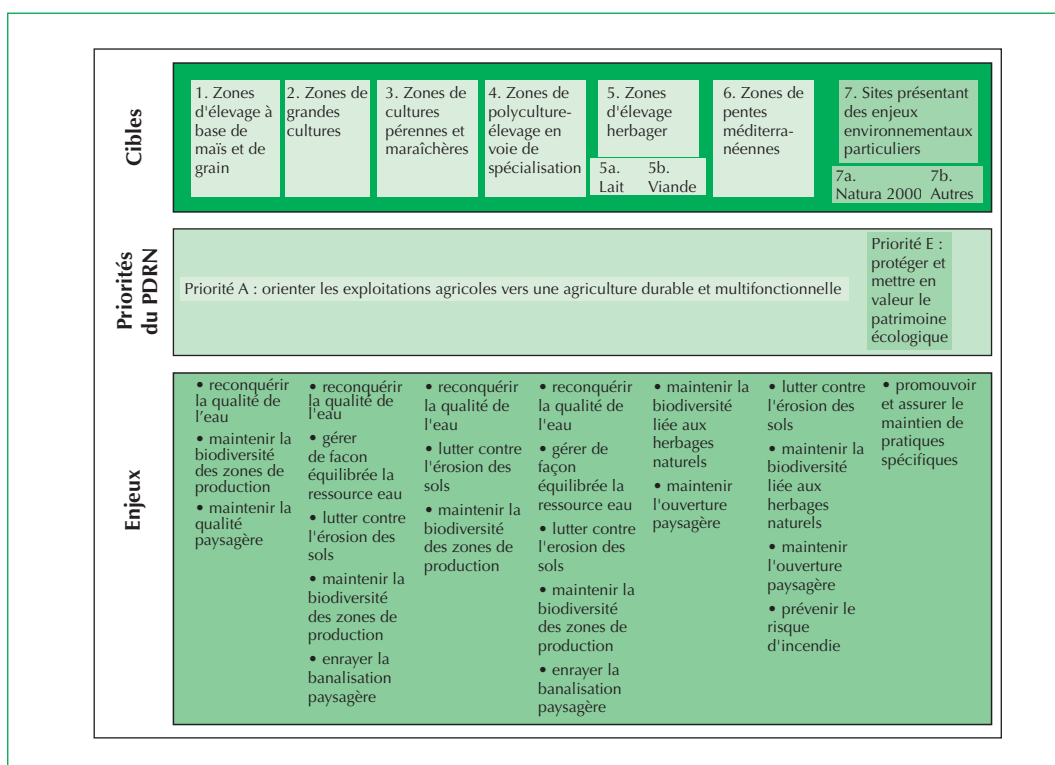 Cibles
1. Zones
d'élevage à
base de
maïs et de
grain
2. Zones de
grandes
cultures
3. Zones de
cultures
pérennes et
maraîchères
4. Zones de
polyculture-
élevage en
voie de
spécialisation
5. Zones
d'élevage
herbager
5a.
Lait
5b.
Viande
6. Zones de
pentes
méditerra-
néennes
7. Sites présentant
des enjeux
environnementaux
particuliers
7a.
Natura 2000
7b.
Autres
Priorités
du PDRN
Priorité A : orienter les exploitations agricoles vers une agriculture durable et multifonctionnelle
Priorité E :
protéger et
mettre en
valeur le
patrimoine
écologique
Enjeux
• reconquérir
la qualité de
l'eau
• maintenir la
biodiversité
des zones de
production
• maintenir la
qualité
paysagère
• reconquérir
la qualité de
l'eau
• gérer
de facon
équilibrée la
ressource eau
• lutter contre
l'érosion des
sols
• maintenir la
biodiversité
des zones de
production
• enrayer la
banalisation
paysagère
• reconquérir
la qualité de
l'eau
• lutter contre
l'érosion des
sols
• maintenir la
biodiversité
des zones de
production
• reconquérir
la qualité de
l'eau
• gérer de
façon
équilibrée la
ressource eau
• lutter contre
l'erosion des
sols
• maintenir la
biodiversité
des zones de
production
• enrayer la
banalisation
paysagère
• maintenir la
biodiversité
liée aux
herbages
naturels
• maintenir
l'ouverture
paysagère
• lutter contre
l'érosion des
sols
• maintenir la
biodiversité
liée aux
herbages
naturels
• maintenir
l'ouverture
paysagère
• prévenir le
risque
d'incendie
• promouvoir
et assurer le
maintien de
pratiques
spécifiques